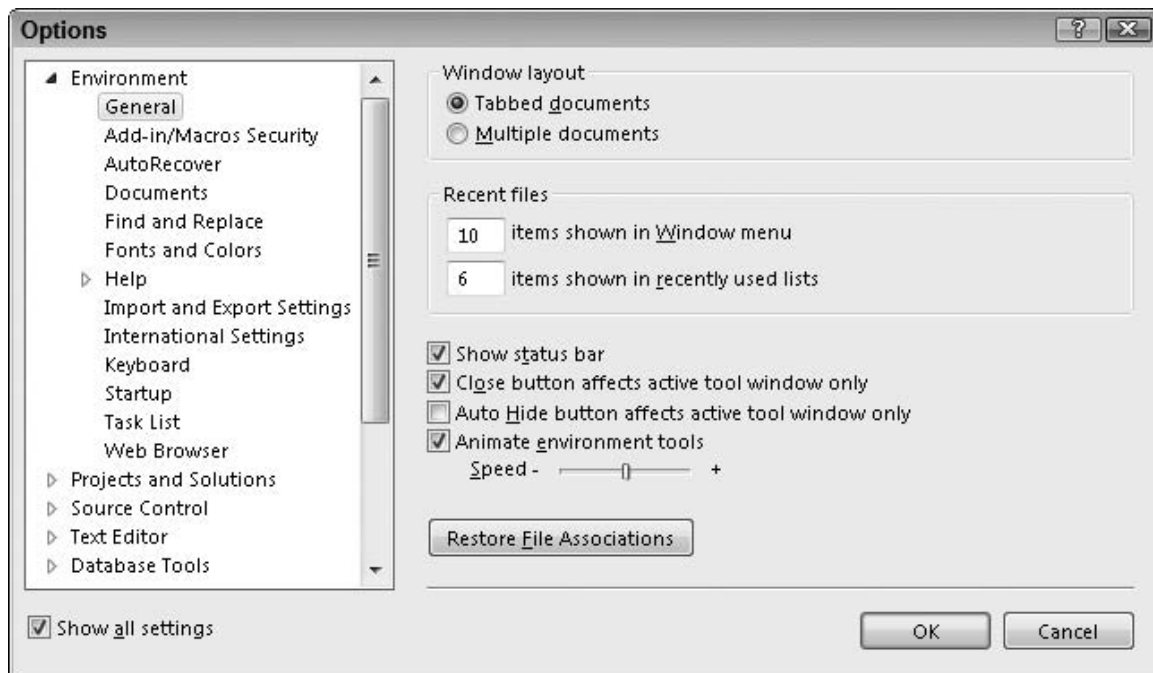 Options
Environment
General
Add-in/Macros Security
AutoRecover
Documents
Find and Replace
Fonts and Colors
Help
Import and Export Settings
International Settings
Keyboard
Startup
Task List
Web Browser
Projects and Solutions
Source Control
Text Editor
Database Tools
Show all settings
Window layout
Tabbed documents
Multiple documents
Recent files
10 items shown in Window menu
6 items shown in recently used lists
Show status bar
Close button affects active tool window only
Auto Hide button affects active tool window only
Animate environment tools
Speed - +
Restore File Associations
OK Cancel